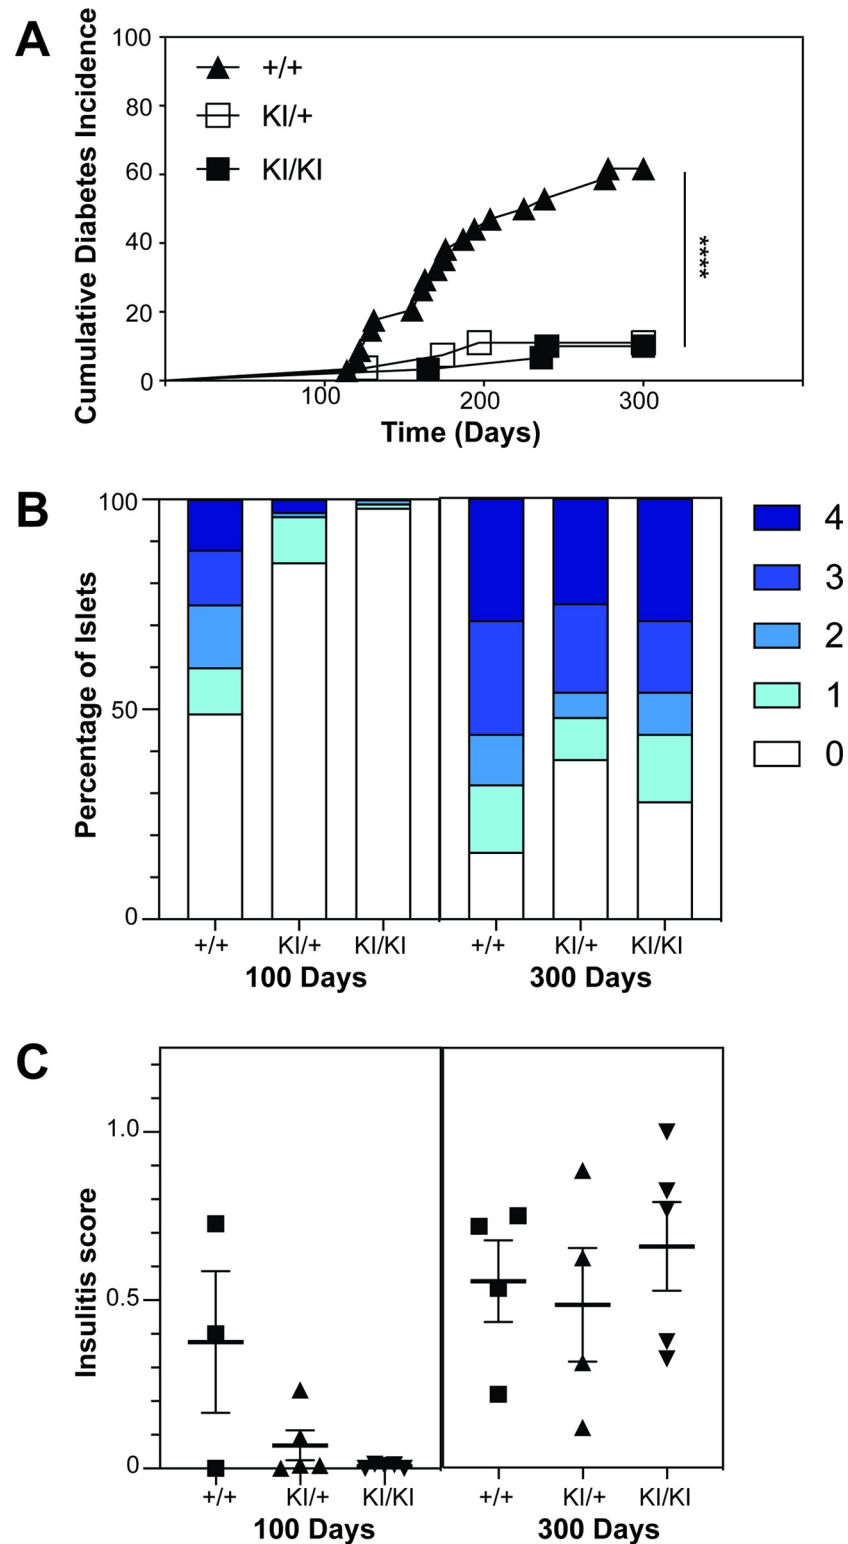 A
Cumulative Diabetes Incidence
100
80
60
40
20
0
+/+
KI/+
KI/KI
****
100
200
300
Time (Days)
B
Percentage of Islets
100
50
0
4
3
2
1
0
+/+
KI/+
KI/KI
+/+
KI/+
KI/KI
100 Days
300 Days
C
Insulitis score
1.0
0.5
0
+/+
KI/+
KI/KI
+/+
KI/+
KI/KI
100 Days
300 Days